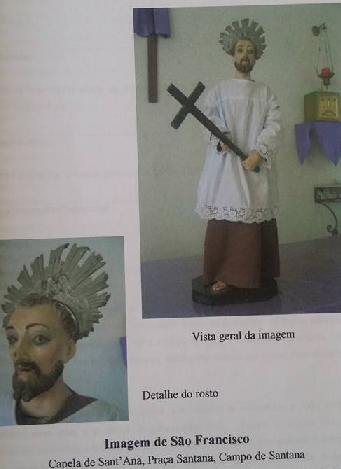 Vista geral da imagem
Detalhe do rosto
Imagem de São Francisco
Capela de Sant'Ana, Praça Santana, Campo de Santana